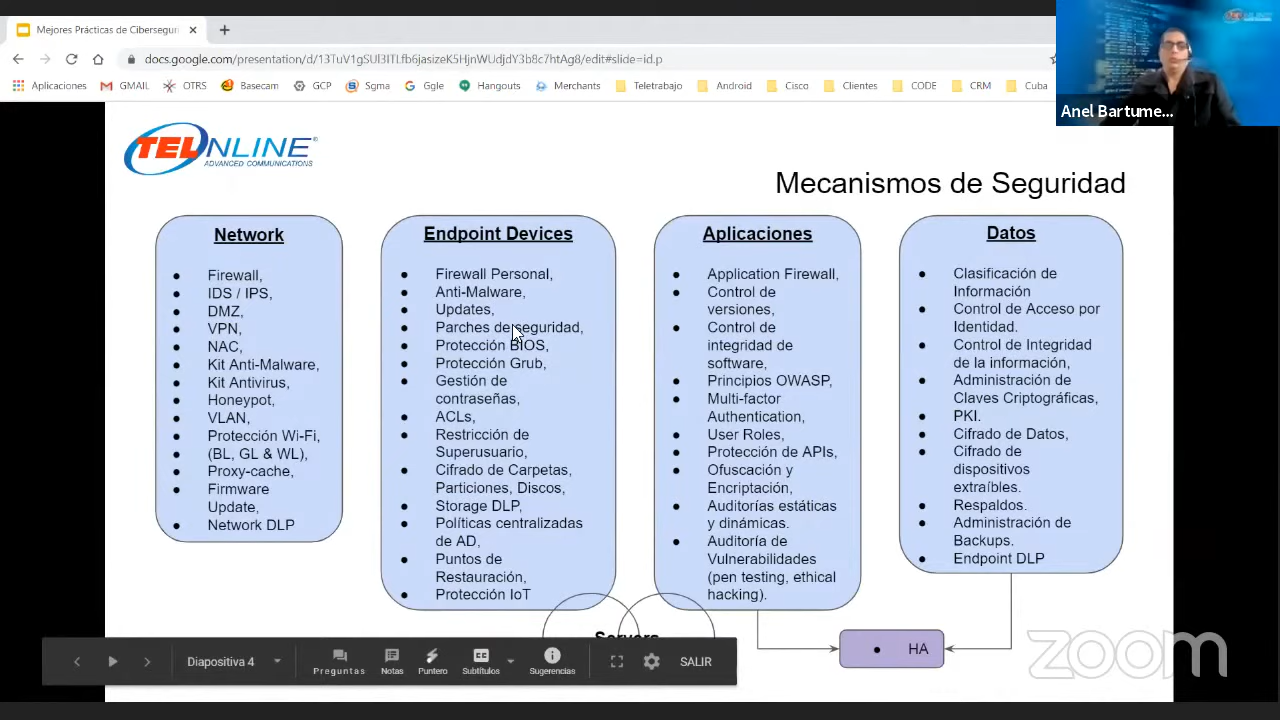 Mejores Prácticas de Ciberseguri
docs.google.com/presentation/d/
edit#slide=id.p
Aplicaciones GMAIL OTRS Basecam GCP Sigma Google Hangouts Merchants Teletrabajo Android Cisco Clientes CODE CRM Cuba
Anel Bartume...
TELONLINE®
ADVANCED COMMUNICATIONS
Mecanismos de Seguridad
Network
● Firewall,
● IDS / IPS,
● DMZ,
● VPN,
● NAC,
● Kit Anti-Malware,
● Kit Antivirus,
● Honeypot,
● VLAN,
● Protección Wi-Fi,
● (BL, GL & WL),
● Proxy-cache,
● Firmware
Update,
● Network DLP
Endpoint Devices
● Firewall Personal,
● Anti-Malware,
● Updates,
● Parches de seguridad,
● Protección BIOS,
● Protección Grub,
● Gestión de
contraseñas,
● ACLs,
● Restricción de
Superusuario,
● Cifrado de Carpetas,
Particiones, Discos,
● Storage DLP,
● Políticas centralizadas
de AD,
● Puntos de
Restauración,
● Protección IoT
Aplicaciones
● Application Firewall,
● Control de
versiones,
● Control de
integridad de
software,
● Principios OWASP,
● Multi-factor
Authentication,
● User Roles,
● Protección de APIs,
● Ofuscación y
Encriptación,
● Auditorías estáticas
y dinámicas.
● Auditoría de
Vulnerabilidades
(pen testing, ethical
hacking).
Datos
● Clasificación de
Información
● Control de Acceso por
Identidad.
● Control de Integridad
de la información,
● Administración de
Claves Criptográficas,
● PKI.
● Cifrado de Datos,
● Cifrado de
dispositivos
extraíbles.
● Respaldos.
● Administración de
Backups.
● Endpoint DLP
Servers
● HA
Diapositiva 4
Preguntas Notas Puntero Subtítulos Sugerencias
SALIR
zoom